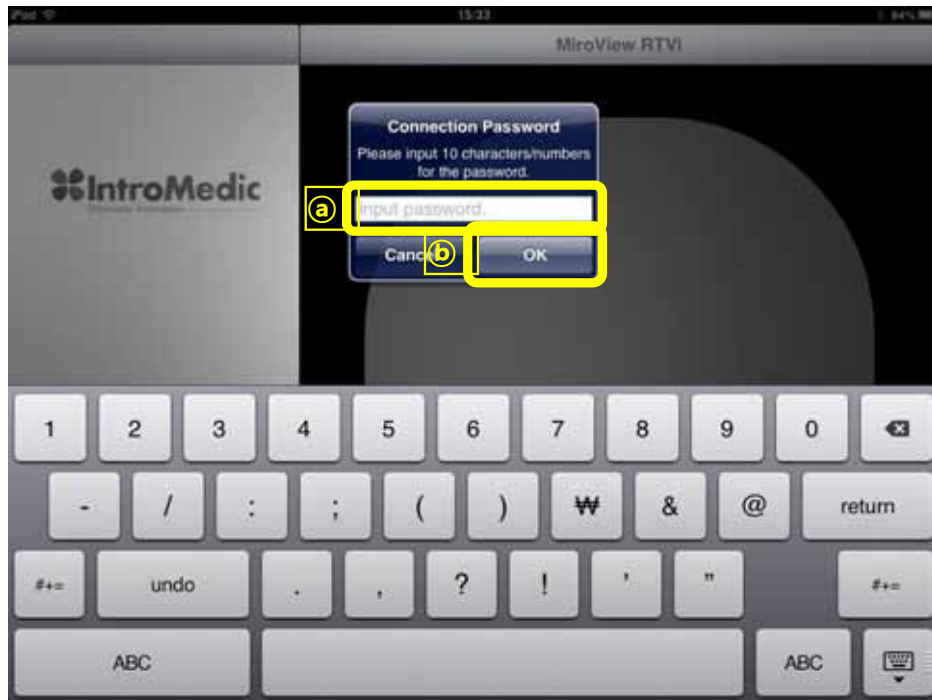 iPad
13:33
84%
MiroView RTVi
IntroMedic
Connection Password
Please input 10 characters/numbers
for the password.
ⓐ
input password.
Cancel
ⓑ
OK
1 2 3 4 5 6 7 8 9 0
- / : ; ( ) ₩ & @ return
#+= undo . , ? ! ' " #+=
ABC ABC